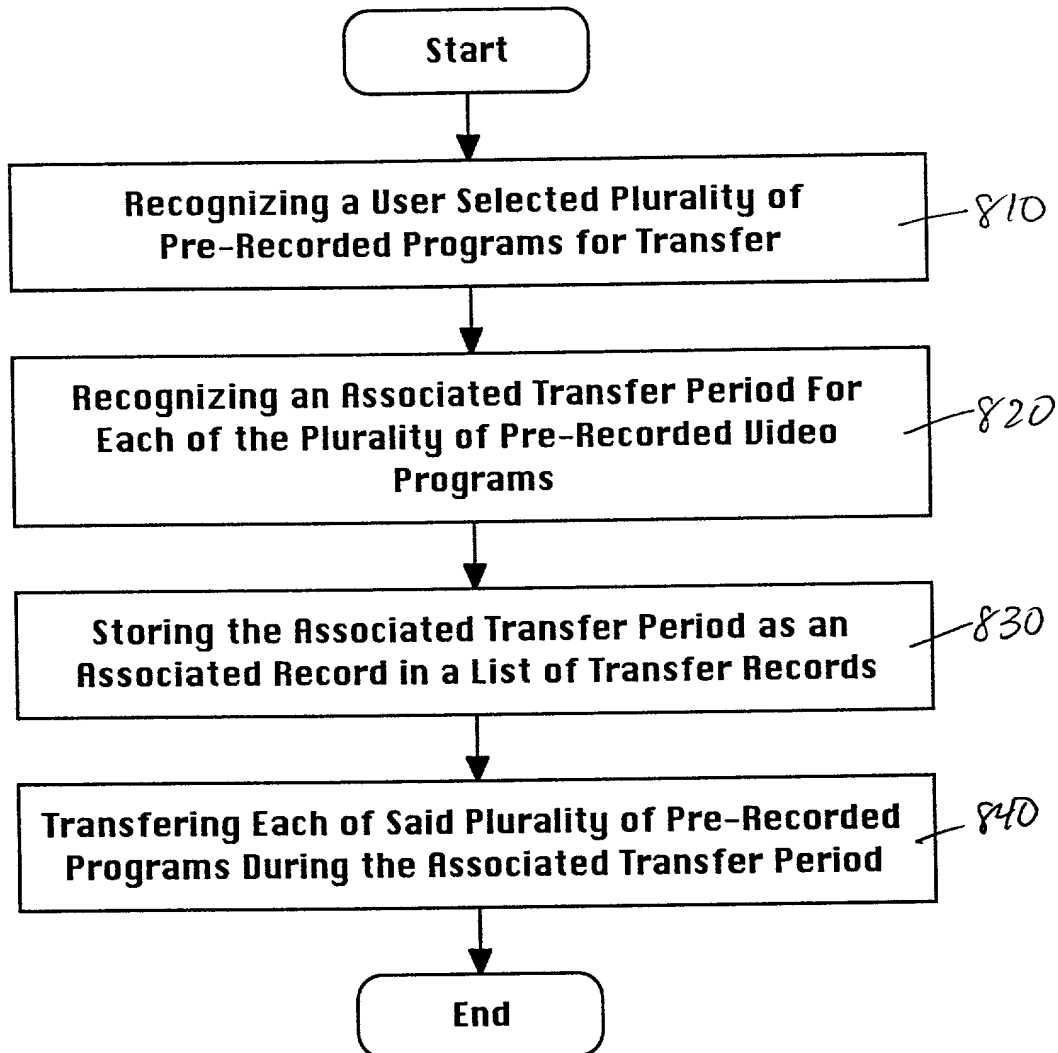 Start
Recognizing a User Selected Plurality of
Pre-Recorded Programs for Transfer
810
Recognizing an Associated Transfer Period For
Each of the Plurality of Pre-Recorded Video
Programs
820
Storing the Associated Transfer Period as an
Associated Record in a List of Transfer Records
830
Transfering Each of Said Plurality of Pre-Recorded
Programs During the Associated Transfer Period
840
End